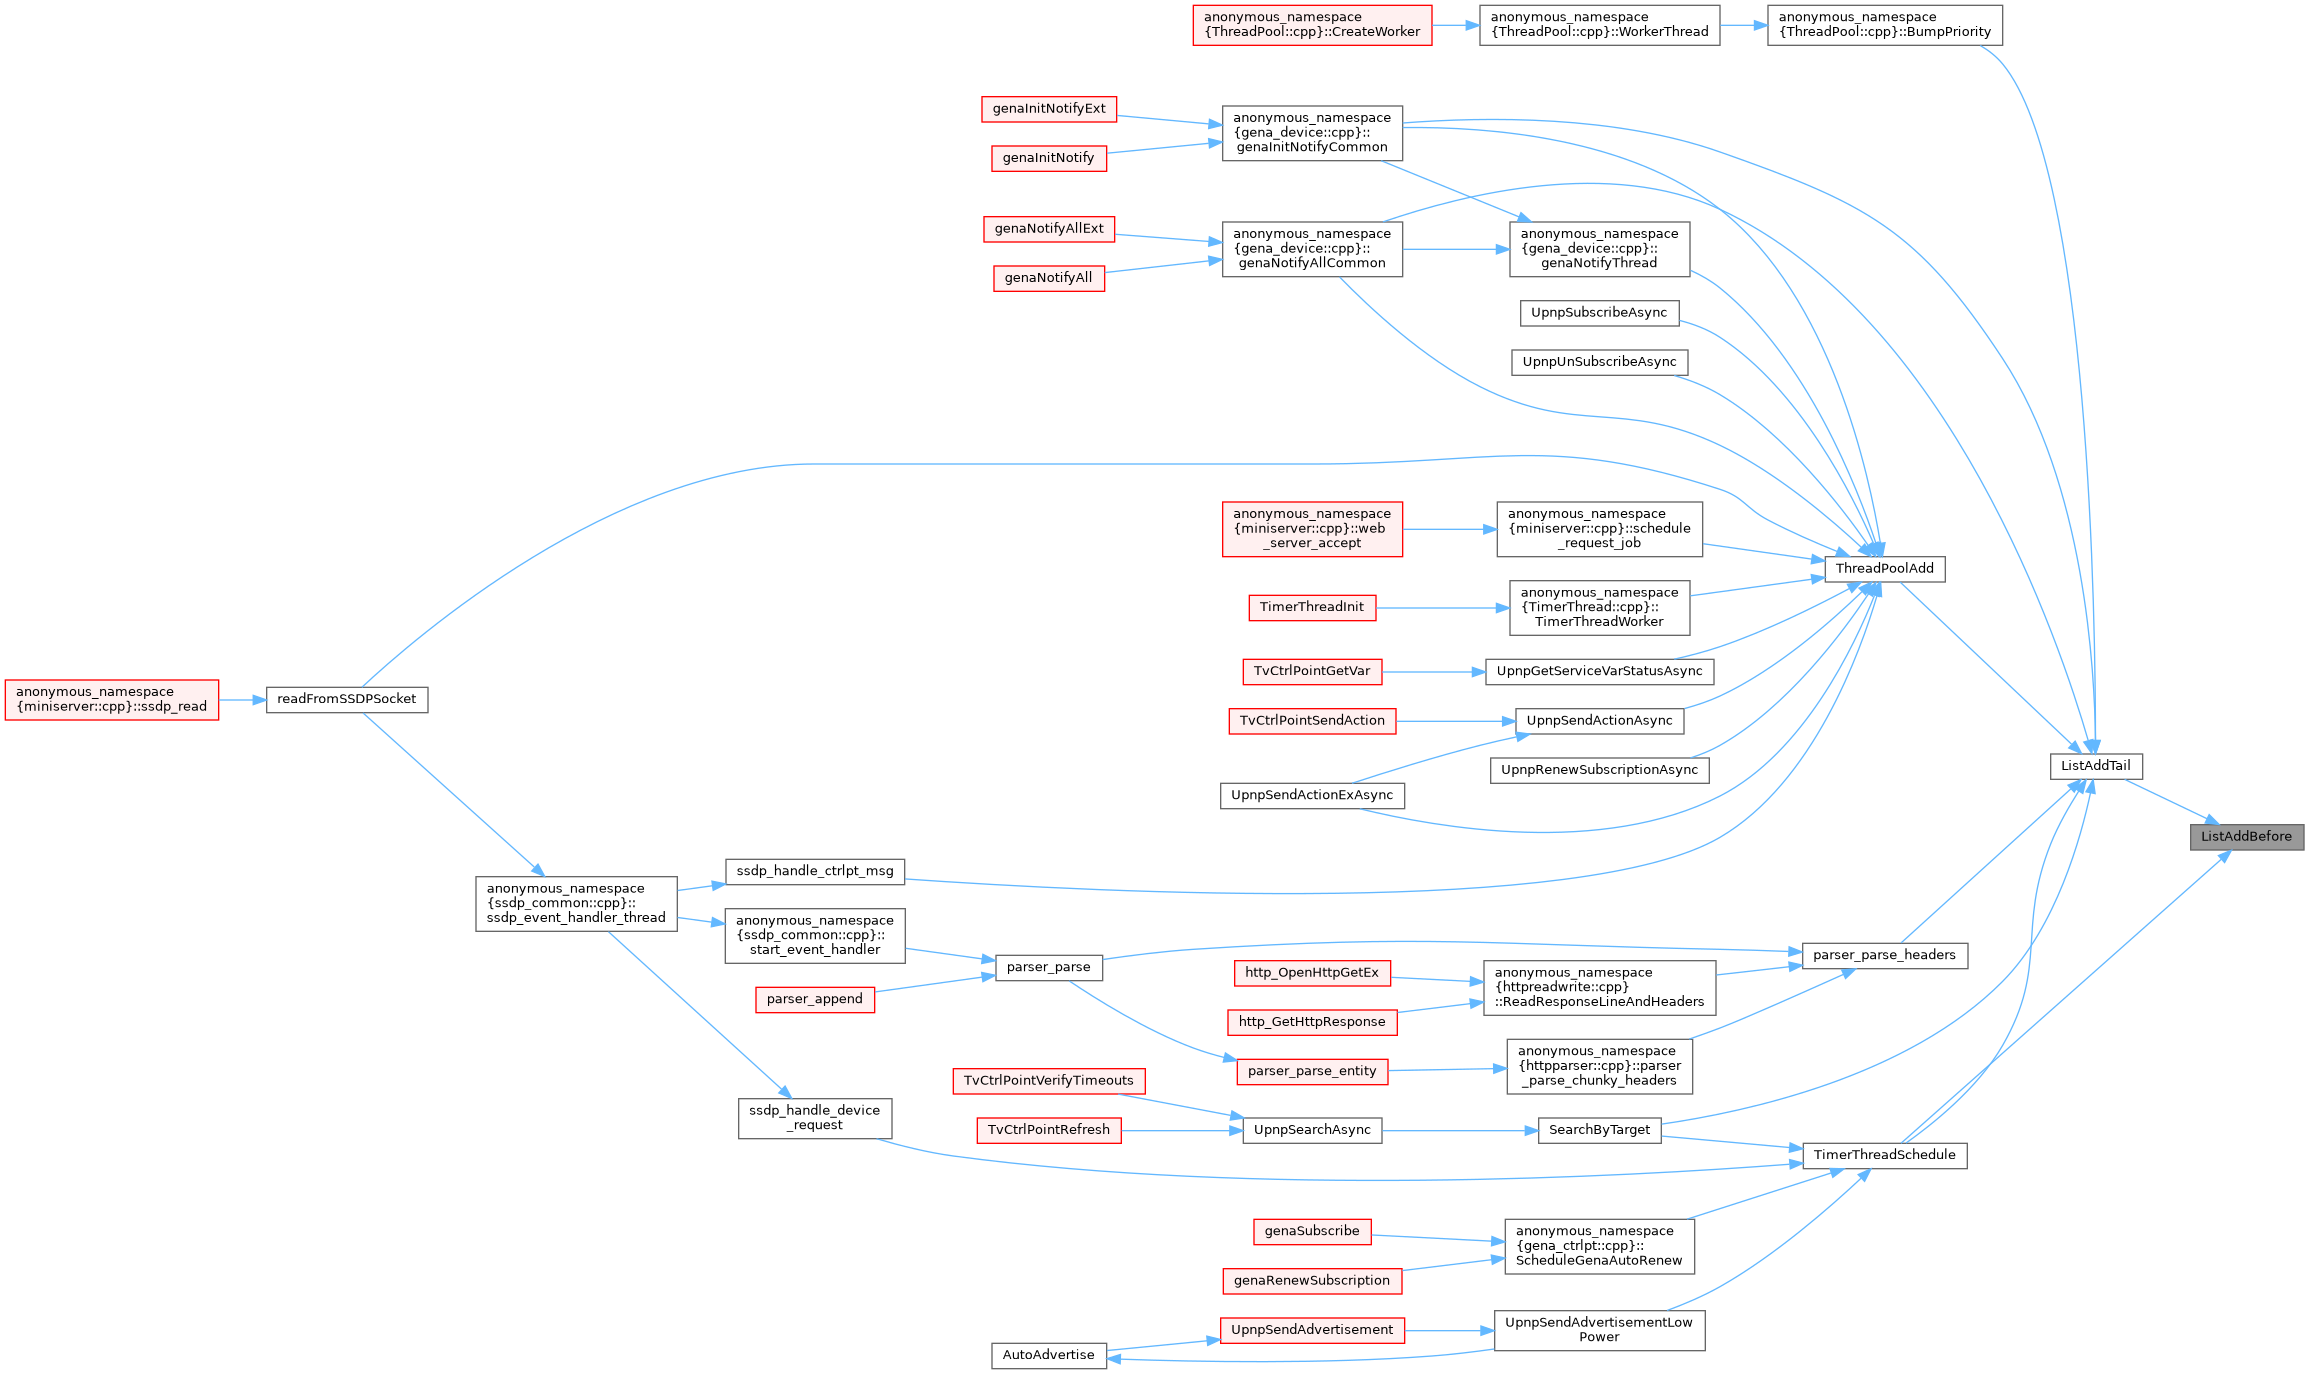 anonymous_namespace
{ThreadPool::cpp}::CreateWorker
anonymous_namespace
{ThreadPool::cpp}::WorkerThread
anonymous_namespace
{ThreadPool::cpp}::BumpPriority
genaInitNotifyExt
genaInitNotify
anonymous_namespace
{gena_device::cpp}::
genaInitNotifyCommon
genaNotifyAllExt
genaNotifyAll
anonymous_namespace
{gena_device::cpp}::
genaNotifyAllCommon
anonymous_namespace
{gena_device::cpp}::
genaNotifyThread
UpnpSubscribeAsync
UpnpUnSubscribeAsync
anonymous_namespace
{miniserver::cpp}::web
_server_accept
anonymous_namespace
{miniserver::cpp}::schedule
_request_job
ThreadPoolAdd
TimerThreadInit
anonymous_namespace
{TimerThread::cpp}::
TimerThreadWorker
TvCtrlPointGetVar
UpnpGetServiceVarStatusAsync
anonymous_namespace
{miniserver::cpp}::ssdp_read
readFromSSDPSocket
TvCtrlPointSendAction
UpnpSendActionAsync
UpnpRenewSubscriptionAsync
UpnpSendActionExAsync
ListAddTail
ListAddBefore
ssdp_handle_ctrlpt_msg
anonymous_namespace
{ssdp_common::cpp}::
ssdp_event_handler_thread
anonymous_namespace
{ssdp_common::cpp}::
start_event_handler
parser_parse
parser_append
http_OpenHttpGetEx
http_GetHttpResponse
anonymous_namespace
{httpreadwrite::cpp}
::ReadResponseLineAndHeaders
parser_parse_headers
parser_parse_entity
anonymous_namespace
{httpparser::cpp}::parser
_parse_chunky_headers
TvCtrlPointVerifyTimeouts
TvCtrlPointRefresh
UpnpSearchAsync
SearchByTarget
ssdp_handle_device
_request
TimerThreadSchedule
genaSubscribe
genaRenewSubscription
anonymous_namespace
{gena_ctrlpt::cpp}::
ScheduleGenaAutoRenew
UpnpSendAdvertisement
UpnpSendAdvertisementLow
Power
AutoAdvertise